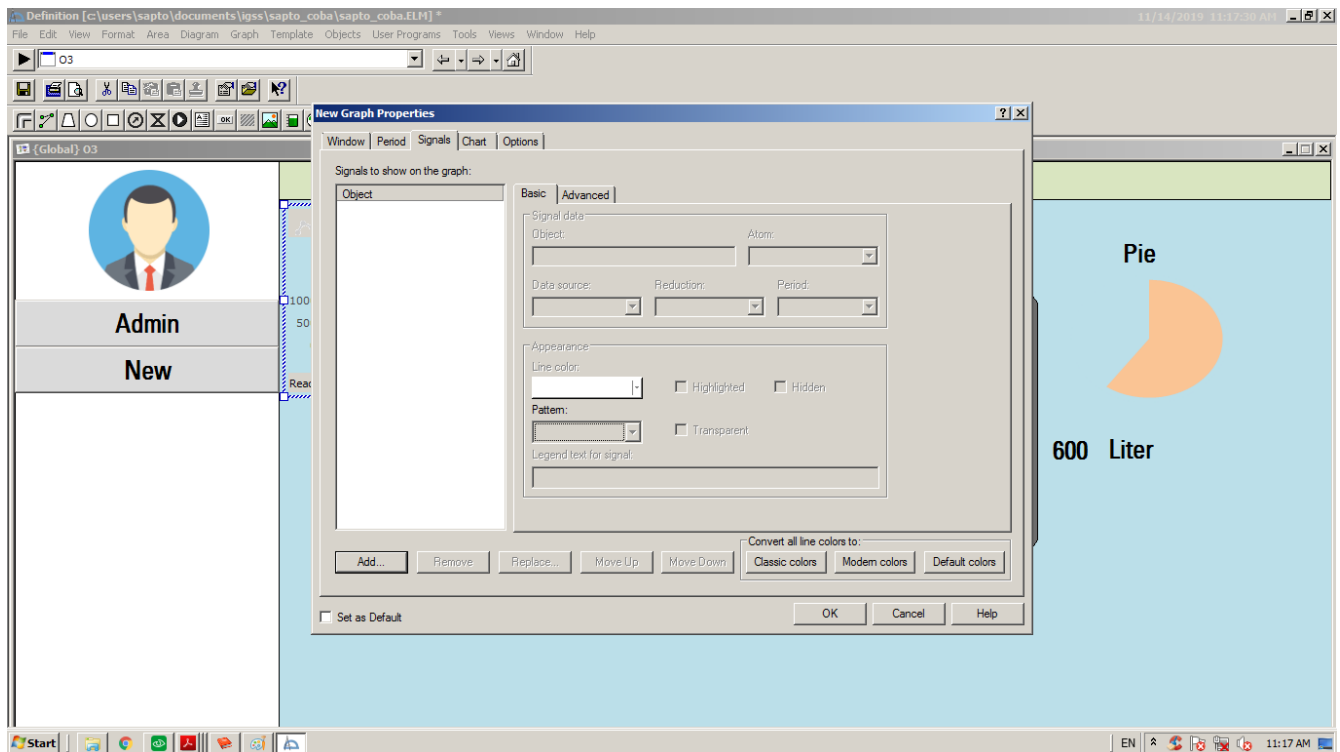 Definition [c:\users\sapto\documents\igss\sapto_coba\sapto_coba.ELM] *
11/14/2019 11:17:30 AM
File Edit View Format Area Diagram Graph Template Objects User Programs Tools Views Window Help
O3
New Graph Properties
Window Period Signals Chart Options
{Global} O3
Signals to show on the graph:
Object
Basic Advanced
Signal data
Object: Atom:
Data source: Reduction: Period:
Appearance
Line color:
Highlighted Hidden
Pattern:
Transparent
Legend text for signal:
Add... Remove Replace... Move Up Move Down
Convert all line colors to:
Classic colors Modern colors Default colors
Set as Default
OK Cancel Help
Admin
New
100
50
Pie
600 Liter
Start
EN 11:17 AM